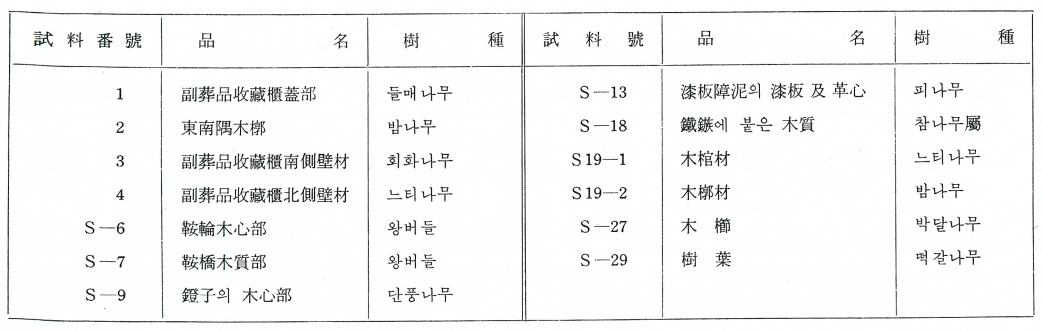 試料番號 品名 樹種 試料號 品名 樹種
1 副葬品收藏櫃蓋部 들매나무 S—13 漆板障泥의 漆板 及 革心 피나무
2 東南隅木槨 밤나무 S—18 鐵鏃에 붙은 木質 참나무屬
3 副葬品收藏櫃南側壁材 회화나무 S19—1 木棺材 느티나무
4 副葬品收藏櫃北側壁材 느티나무 S19—2 木槨材 밤나무
S—6 鞍輪木心部 왕버들 S—27 木櫛 박달나무
S—7 鞍橋木質部 왕버들 S—29 樹葉 떡갈나무
S—9 鐙子의 木心部 단풍나무